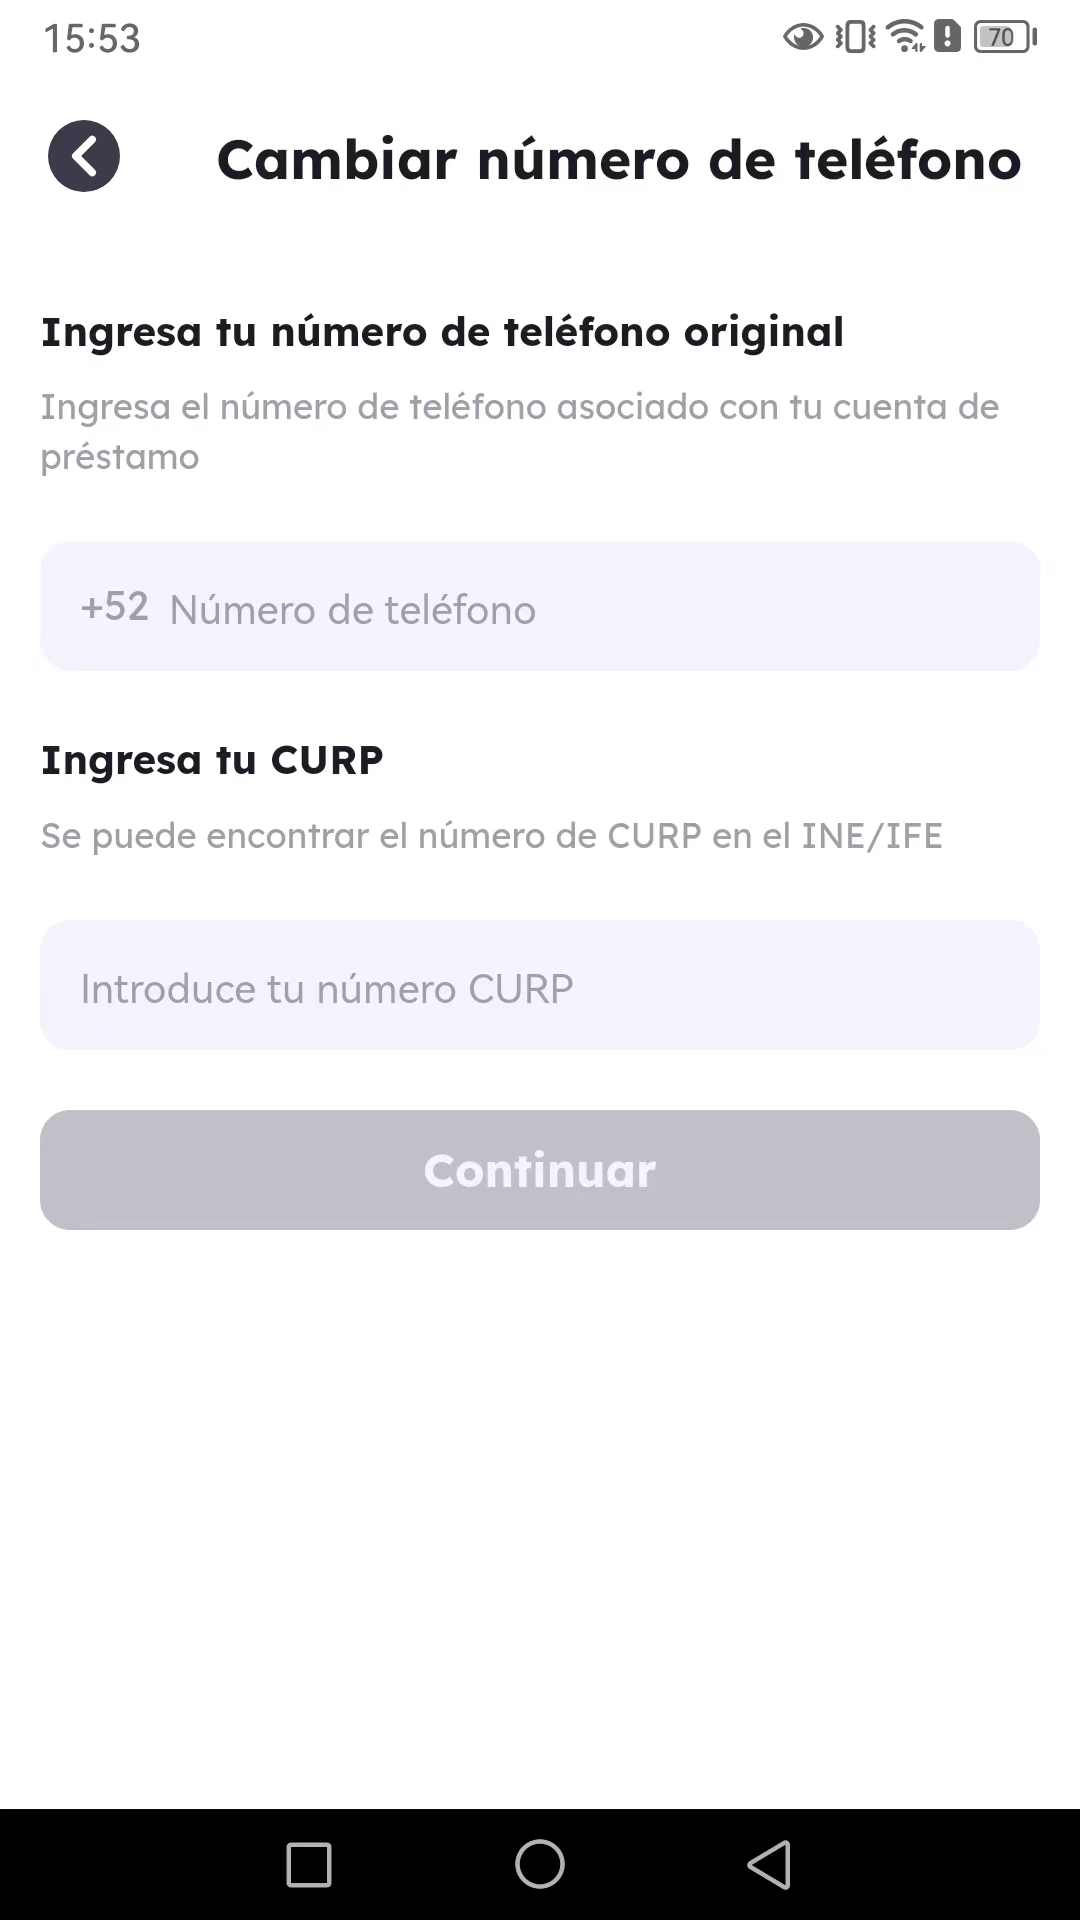 15:53
70
Cambiar número de teléfono
Ingresa tu número de teléfono original
Ingresa el número de teléfono asociado con tu cuenta de
préstamo
+52 Número de teléfono
Ingresa tu CURP
Se puede encontrar el número de CURP en el INE/IFE
Introduce tu número CURP
Continuar